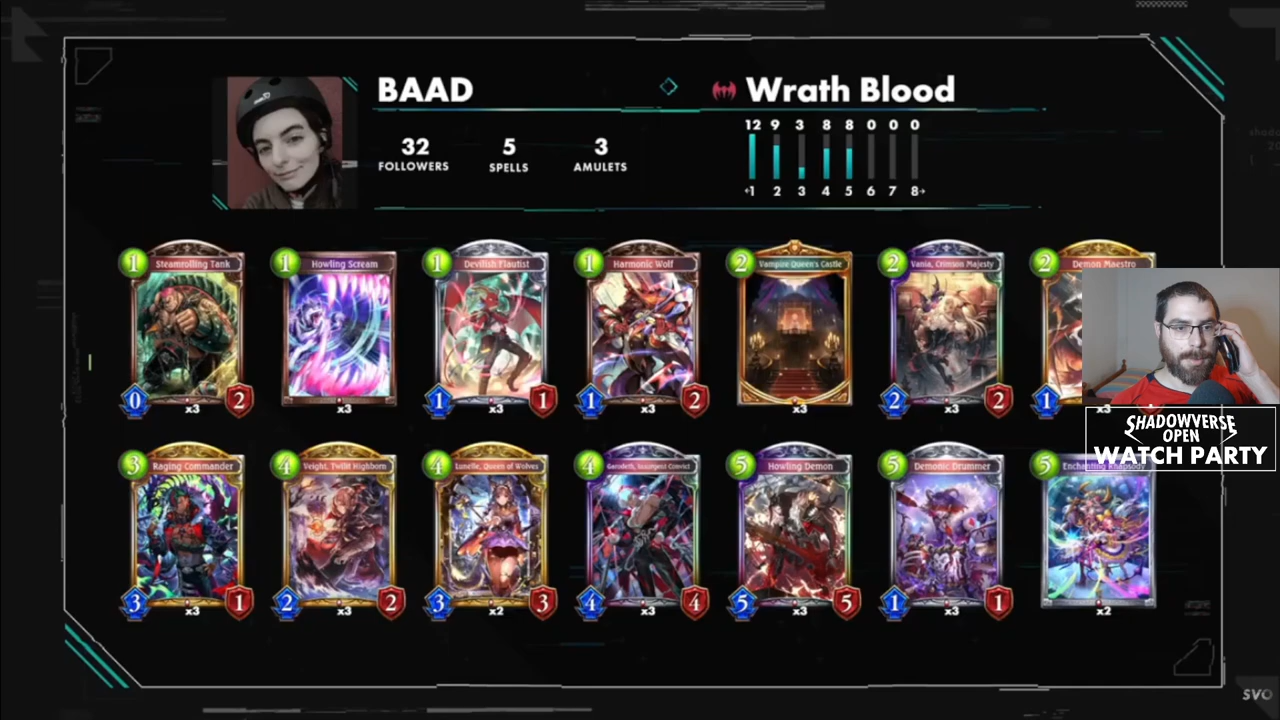 BAAD
Wrath Blood
32 5 3
FOLLOWERS SPELLS AMULETS
12 9 3 8 8 0 0 0
1 2 3 4 5 6 7 8
1 Steamrolling Tank 1 Howling Scream 1 Devilish Flautist 1 Harmonic Wolf 2 Vampire Queen's Castle 2 Vania, Crimson Majesty 2 Demon Maestro
0 2 1 1 1 2 2 2 1
x3 x3 x3 x3 x3 x3 x3
SHADOWVERSE
OPEN
WATCH PARTY
3 Raging Commander 4 Veight, Twilit Highborn 4 Lunelle, Queen of Wolves 4 Garodeth, Insurgent Convict 5 Howling Demon 5 Demonic Drummer 5 Enchanting Rhapsody
3 1 2 2 3 3 4 4 5 5 1 1
x3 x3 x2 x3 x3 x3 x2
SVO